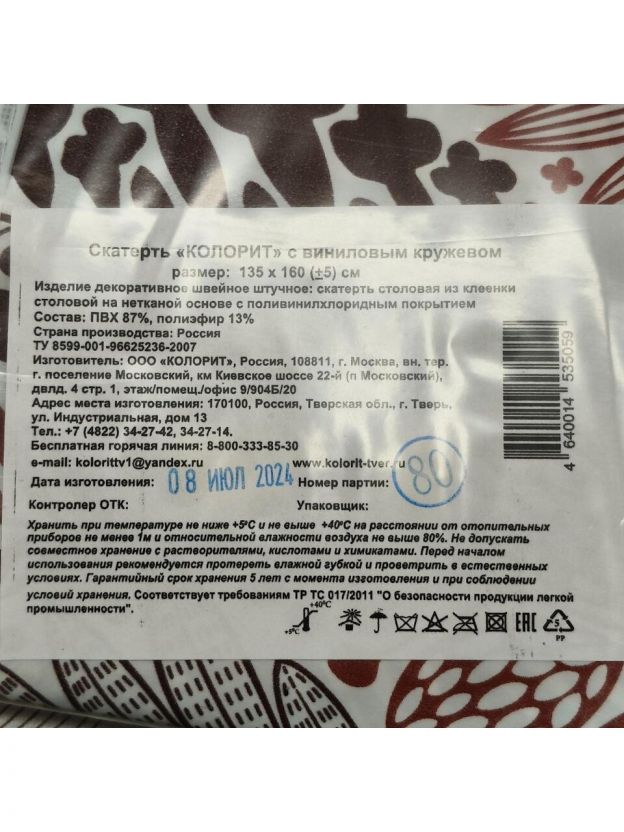 Скатерть «КОЛОРИТ» с виниловым кружевом
размер: 135 х 160 (±5) см
Изделие декоративное швейное штучное: скатерть столовая из клеенки
столовой на нетканой основе с поливинилхлоридным покрытием
Состав: ПВХ 87%, полиэфир 13%
Страна производства: Россия
ТУ 8599-001-96625236-2007
Изготовитель: ООО «КОЛОРИТ», Россия, 108811, г. Москва, вн. тер.
г. поселение Московский, км Киевское шоссе 22-й (п Московский),
двлд. 4 стр. 1, этаж/помещ./офис 9/904Б/20
Адрес места изготовления: 170100, Россия, Тверская обл., г. Тверь,
ул. Индустриальная, дом 13
Тел.: +7 (4822) 34-27-42, 34-27-14.
Бесплатная горячая линия: 8-800-333-85-30
e-mail: kolorittv1@yandex.ru www.kolorit-tver.ru
Дата изготовления: 08 ИЮЛ 2024 Номер партии: 80
Контролер ОТК: Упаковщик:
Хранить при температуре не ниже +5⁰С и не выше +40⁰С на расстоянии от отопительных
приборов не менее 1м и относительной влажности воздуха не выше 80%. Не допускать
совместное хранение с растворителями, кислотами и химикатами. Перед началом
использования рекомендуется протереть влажной губкой и проветрить в естественных
условиях. Гарантийный срок хранения 5 лет с момента изготовления и при соблюдении
условий хранения. Соответствует требованиям ТР ТС 017/2011 "О безопасности продукции легкой
промышленности".
+5⁰С +40⁰С EAC 5 PP
4 640014 535059